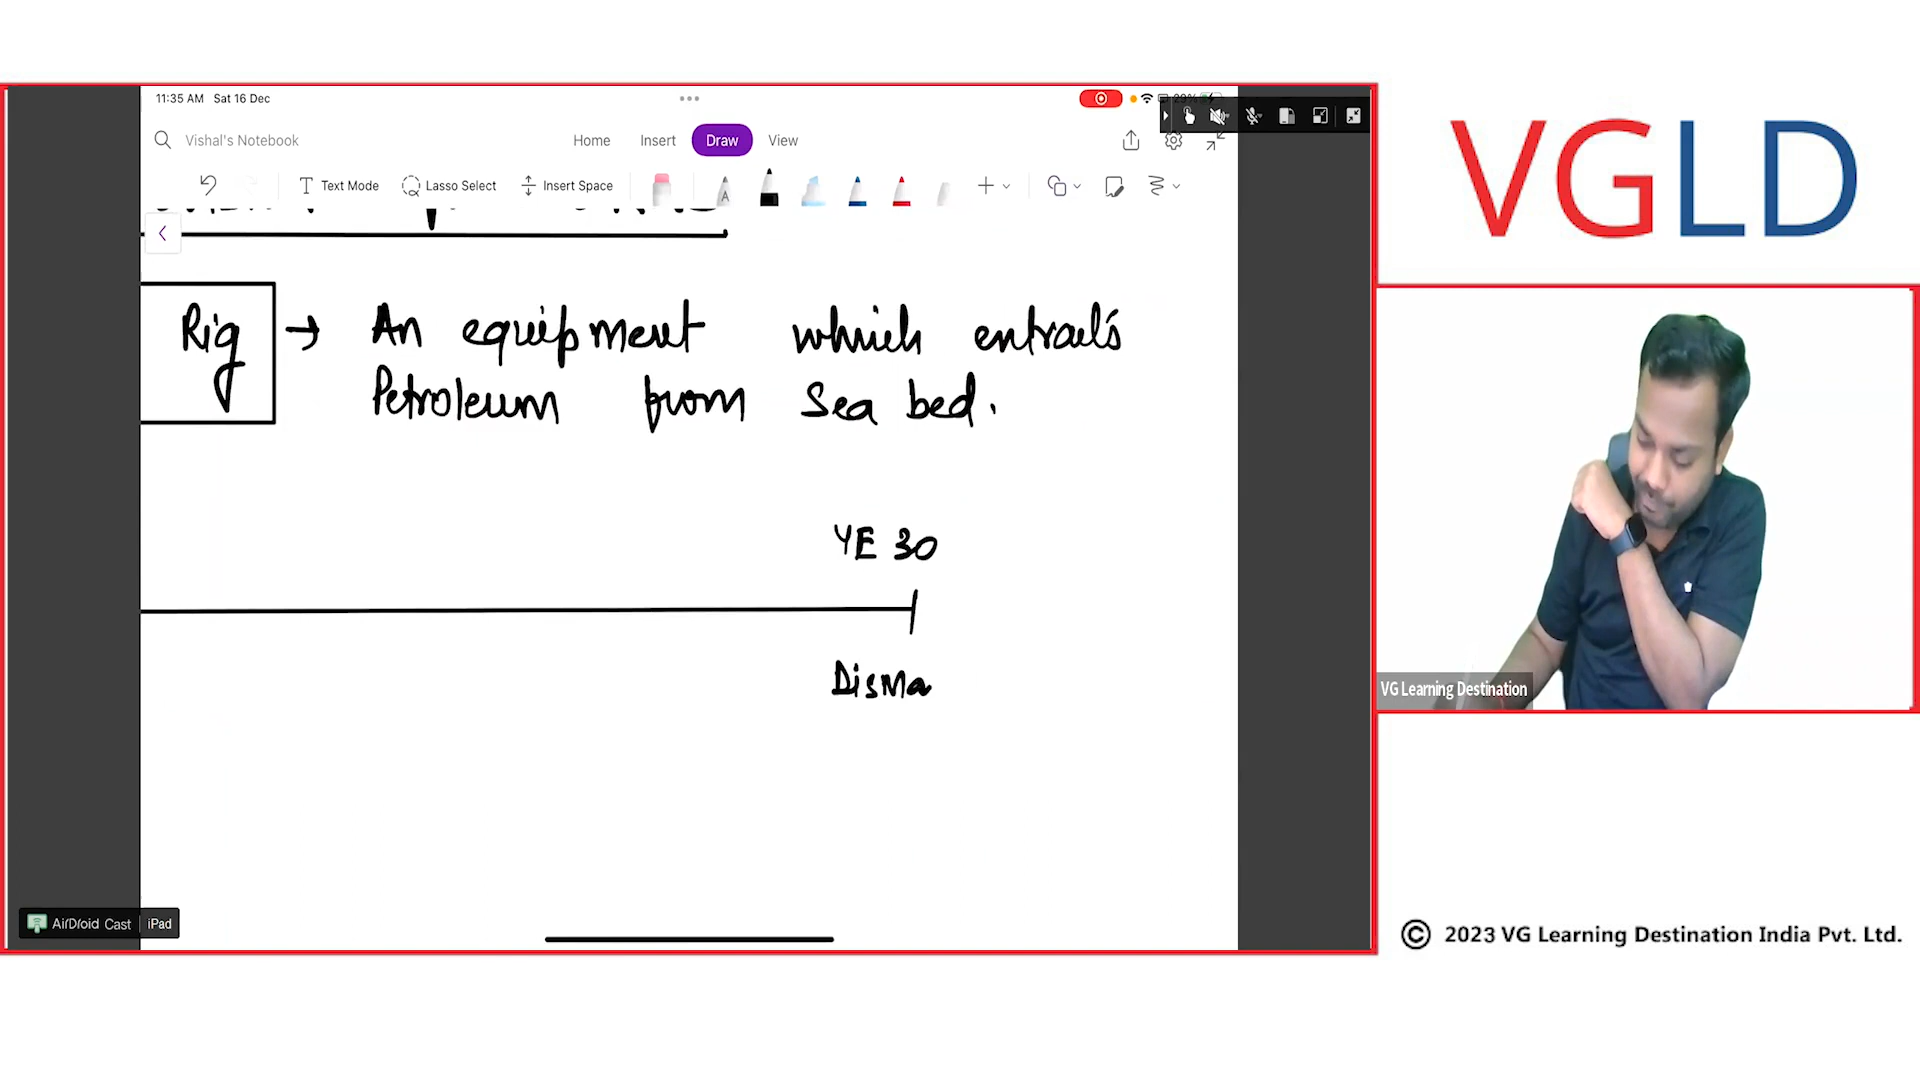 11:35 AM Sat 16 Dec
29%
Vishal's Notebook
Home Insert Draw View
Text Mode Lasso Select Insert Space
Rig → An equipment which entrails
Petroleum from Sea bed.
YE 30
Disma
AirDroid Cast iPad
VGLD
VG Learning Destination
© 2023 VG Learning Destination India Pvt. Ltd.